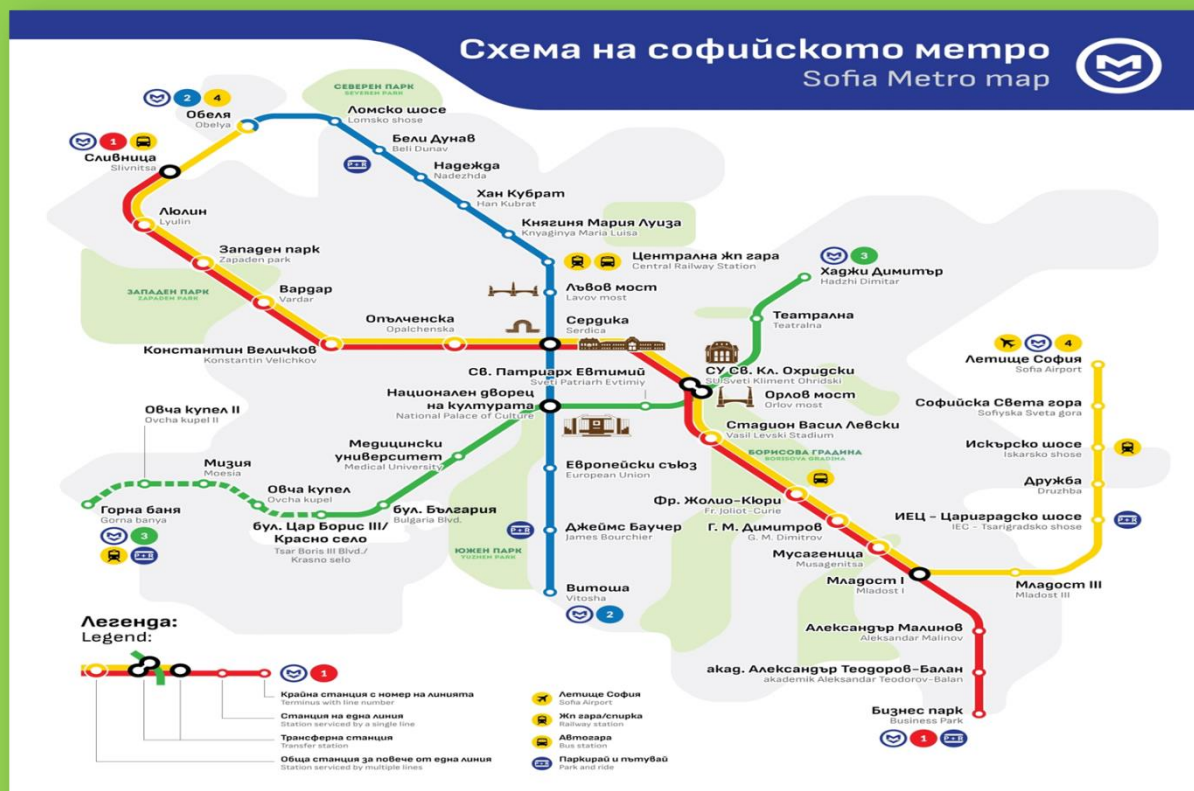 Схема на софийското метро
Sofia Metro map
СЕВЕРЕН ПАРК
SEVEREN PARK
2 4
Обеля
Obelya
1
Сливница
Slivnitsa
Ломско шосе
Lomsko shose
Бели Дунав
Beli Dunav
P+R
Надежда
Nadezhda
Хан Кубрат
Han Kubrat
Княгиня Мария Луиза
Knyaginya Maria Luisa
Централна жп гара
Central Railway Station
Лъвов мост
Lavov most
Сердика
Serdica
Люлин
Lyulin
Западен парк
Zapaden park
ЗАПАДЕН ПАРК
ZAPADEN PARK
Вардар
Vardar
Константин Величков
Konstantin Velichkov
Опълченска
Opalchenska
3
Хаджи Димитър
Hadzhi Dimitar
Театрална
Teatralna
СУ Св. Кл. Охридски
SU Sveti Kliment Ohridski
Орлов мост
Orlov most
Св. Патриарх Евтимий
Sveti Patriarh Evtimiy
Национален дворец
на културата
National Palace of Culture
Стадион Васил Левски
Vasil Levski Stadium
БОРИСОВА ГРАДИНА
BORISOVA GRADINA
4
Летище София
Sofia Airport
Софийска Света гора
Sofiyska Sveta gora
Искърско шосе
Iskarsko shose
Дружба
Druzhba
ИЕЦ - Цариградско шосе
IEC - Tsarigradsko shose
P+R
Младост III
Mladost III
Овча купел II
Ovcha kupel II
Мизия
Moesia
Овча купел
Ovcha kupel
Горна баня
Gorna banya
3
P+R
бул. Цар Борис III/
Красно село
Tsar Boris III Blvd./
Krasno selo
бул. България
Bulgaria Blvd.
Медицински
университет
Medical University
Европейски съюз
European Union
P+R
Джеймс Баучер
James Bourchier
ЮЖЕН ПАРК
YUZHEN PARK
Витоша
Vitosha
2
Фр. Жолио-Кюри
Fr. Joliot-Curie
Г. М. Димитров
G. M. Dimitrov
Мусагеница
Musagenitsa
Младост I
Mladost I
Александър Малинов
Aleksandar Malinov
акад. Александър Теодоров-Балан
akademik Aleksandar Teodorov-Balan
Бизнес парк
Business Park
1 P+R
Легенда:
Legend:
1
Крайна станция с номер на линията
Terminus with line number
Станция на една линия
Station serviced by a single line
Трансферна станция
Transfer station
Обща станция за повече от една линия
Station serviced by multiple lines
Летище София
Sofia Airport
Жп гара/спирка
Railway station
Автогара
Bus station
P+R
Паркирай и пътувай
Park and ride